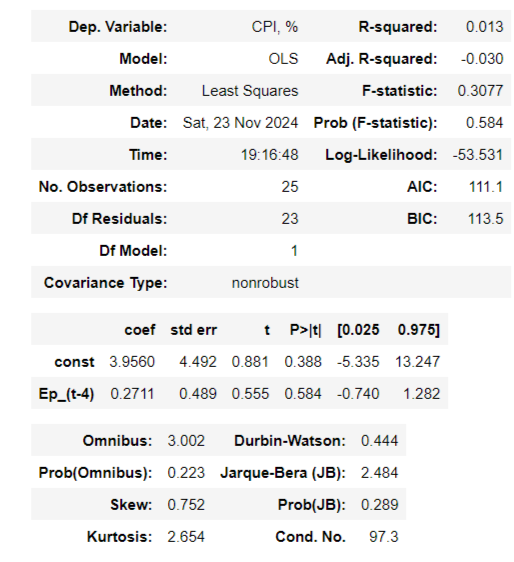 Dep. Variable: CPI, % R-squared: 0.013
Model: OLS Adj. R-squared: -0.030
Method: Least Squares F-statistic: 0.3077
Date: Sat, 23 Nov 2024 Prob (F-statistic): 0.584
Time: 19:16:48 Log-Likelihood: -53.531
No. Observations: 25 AIC: 111.1
Df Residuals: 23 BIC: 113.5
Df Model: 1
Covariance Type: nonrobust
coef std err t P>|t| [0.025 0.975]
const 3.9560 4.492 0.881 0.388 -5.335 13.247
Ep_(t-4) 0.2711 0.489 0.555 0.584 -0.740 1.282
Omnibus: 3.002 Durbin-Watson: 0.444
Prob(Omnibus): 0.223 Jarque-Bera (JB): 2.484
Skew: 0.752 Prob(JB): 0.289
Kurtosis: 2.654 Cond. No. 97.3